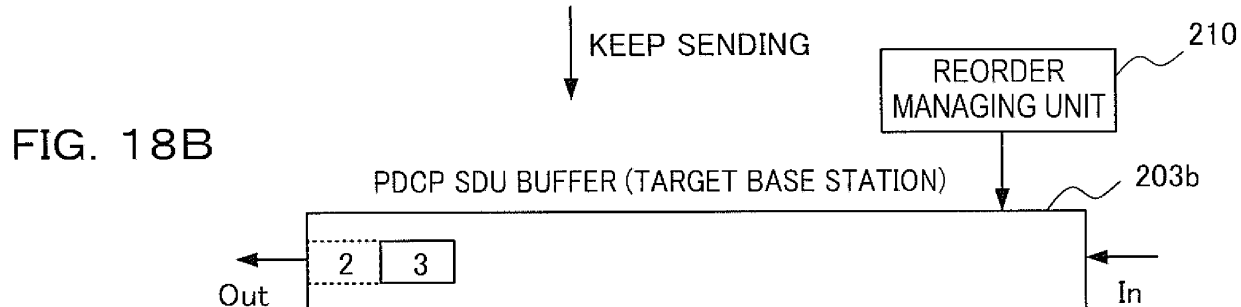 KEEP SENDING
210
REORDER
MANAGING UNIT
FIG. 18B
PDCP SDU BUFFER (TARGET BASE STATION)
203b
2 3
Out
In